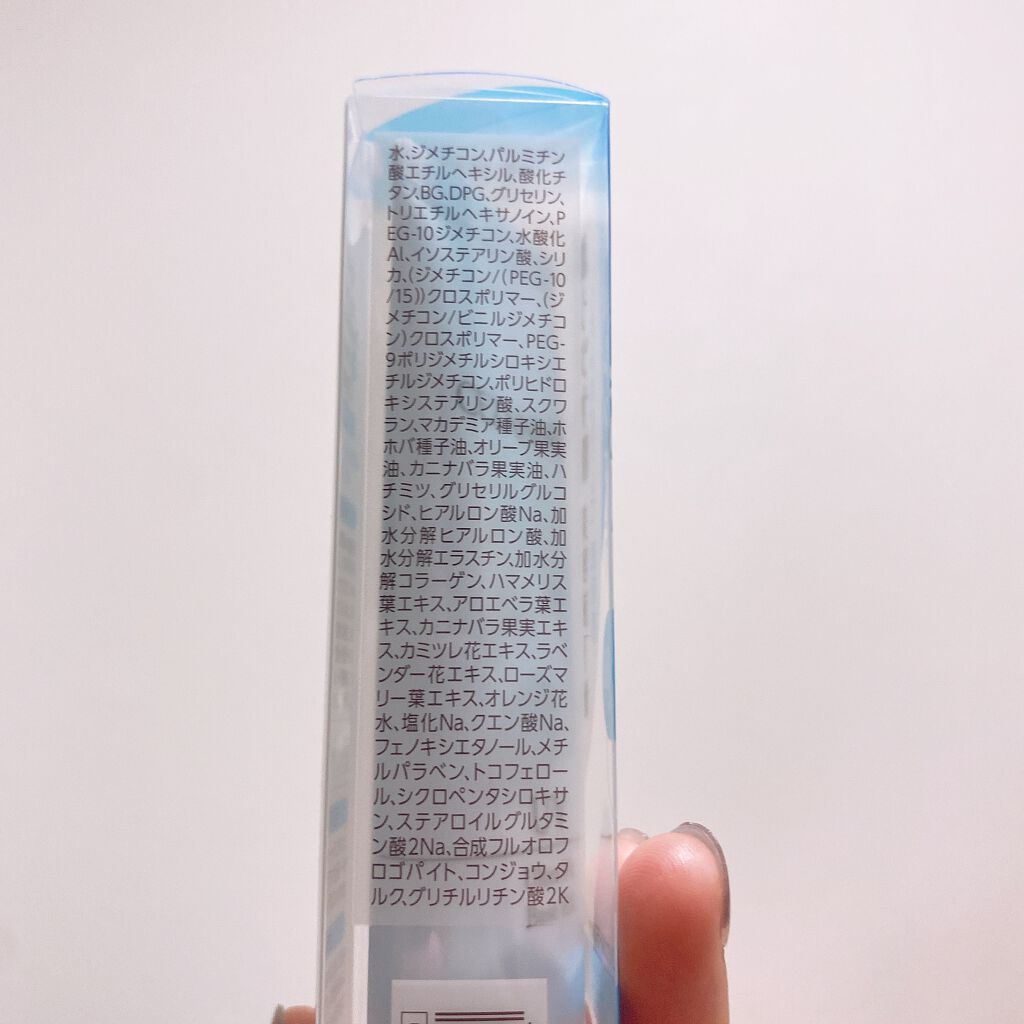 水、ジメチコン、パルミチン
酸エチルヘキシル、酸化チ
タン、BG、DPG、グリセリン、
トリエチルヘキサノイン、P
EG-10ジメチコン、水酸化
Al、イソステアリン酸、シリ
カ、(ジメチコン/(PEG-10
/15))クロスポリマー、(ジ
メチコン/ビニルジメチコ
ン)クロスポリマー、PEG-
9ポリジメチルシロキシエ
チルジメチコン、ポリヒドロ
キシステアリン酸、スクワ
ラン、マカデミア種子油、ホ
ホバ種子油、オリーブ果実
油、カニナバラ果実油、ハ
チミツ、グリセリルグルコ
シド、ヒアルロン酸Na、加
水分解ヒアルロン酸、加
水分解エラスチン、加水分
解コラーゲン、ハマメリス
葉エキス、アロエベラ葉エ
キス、カニナバラ果実エキ
ス、カミツレ花エキス、ラベ
ンダー花エキス、ローズマ
リー葉エキス、オレンジ花
水、塩化Na、クエン酸Na、
フェノキシエタノール、メチ
ルパラベン、トコフェロー
ル、シクロペンタシロキサ
ン、ステアロイルグルタミ
ン酸2Na、合成フルオロフ
ロゴパイト、コンジョウ、タ
ルク、グリチルリチン酸2K